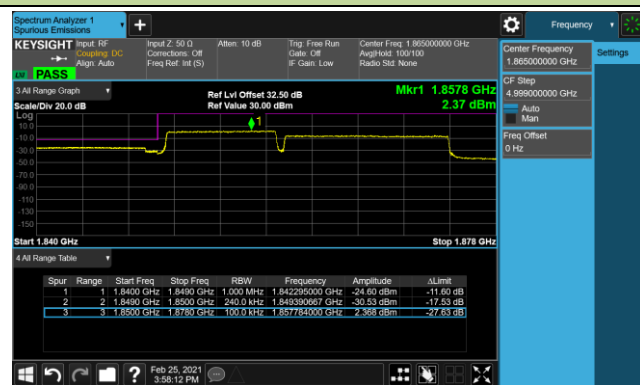 Spectrum Analyzer 1
Spurious Emissions
Frequency
KEYSIGHT Input: RF Input Z: 50 Ω Atten: 10 dB Trig: Free Run Center Freq: 1.865000000 GHz
Coupling: DC Corrections: Off Gate: Off Avg|Hold: 100/100
Align: Auto Freq Ref: Int (S) IF Gain: Low Radio Std: None
PASS
Center Frequency
1.865000000 GHz
Settings
CF Step
4.999000000 GHz
Auto
Man
Freq Offset
0 Hz
3 All Range Graph
Ref Lvl Offset 32.50 dB
Mkr1 1.8578 GHz
Scale/Div 20.0 dB
Ref Value 30.00 dBm
2.37 dBm
Log
10.0
-10.0
-30.0
-50.0
-70.0
-90.0
-110
-130
-150
1
Start 1.840 GHz
Stop 1.878 GHz
4 All Range Table
Spur Range Start Freq Stop Freq RBW Frequency Amplitude ΔLimit
1 1 1.8400 GHz 1.8490 GHz 1.000 MHz 1.842295000 GHz -24.60 dBm -11.60 dB
2 2 1.8490 GHz 1.8500 GHz 240.0 kHz 1.849390667 GHz -30.53 dBm -17.53 dB
3 3 1.8500 GHz 1.8780 GHz 100.0 kHz 1.857784000 GHz 2.368 dBm -27.63 dB
Feb 25, 2021
3:58:12 PM